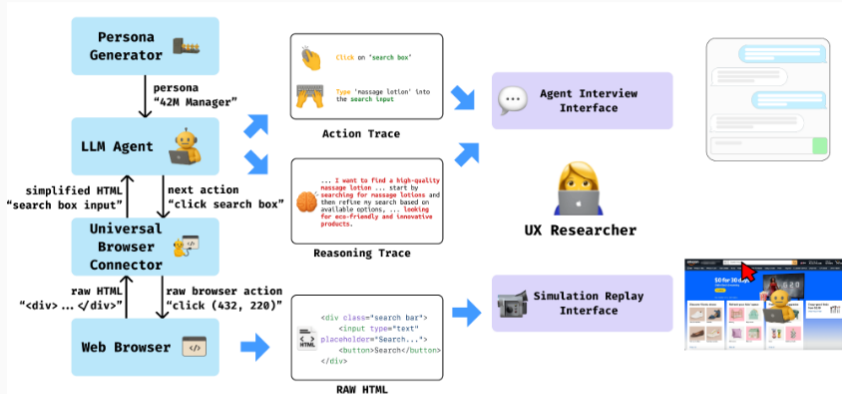 Persona
Generator
persona
"42M Manager"
LLM Agent
simplified HTML
"search box input"
next action
"click search box"
Universal
Browser
Connector
raw HTML
"<div> ... </div>"
raw browser action
"click (432, 220)"
Web Browser
Click on 'search box'
Type 'massage lotion' into
the search input
Action Trace
... I want to find a high-quality
massage lotion ... start by
searching for massage lotions and
then refine my search based on
available options, ... looking
for eco-friendly and innovative
products.
Reasoning Trace
HTML
<div class="search bar">
<input type="text"
placeholder="Search...">
<button>Search</button>
</div>
RAW HTML
Agent Interview
Interface
UX Researcher
Simulation Replay
Interface
50 for 30 days